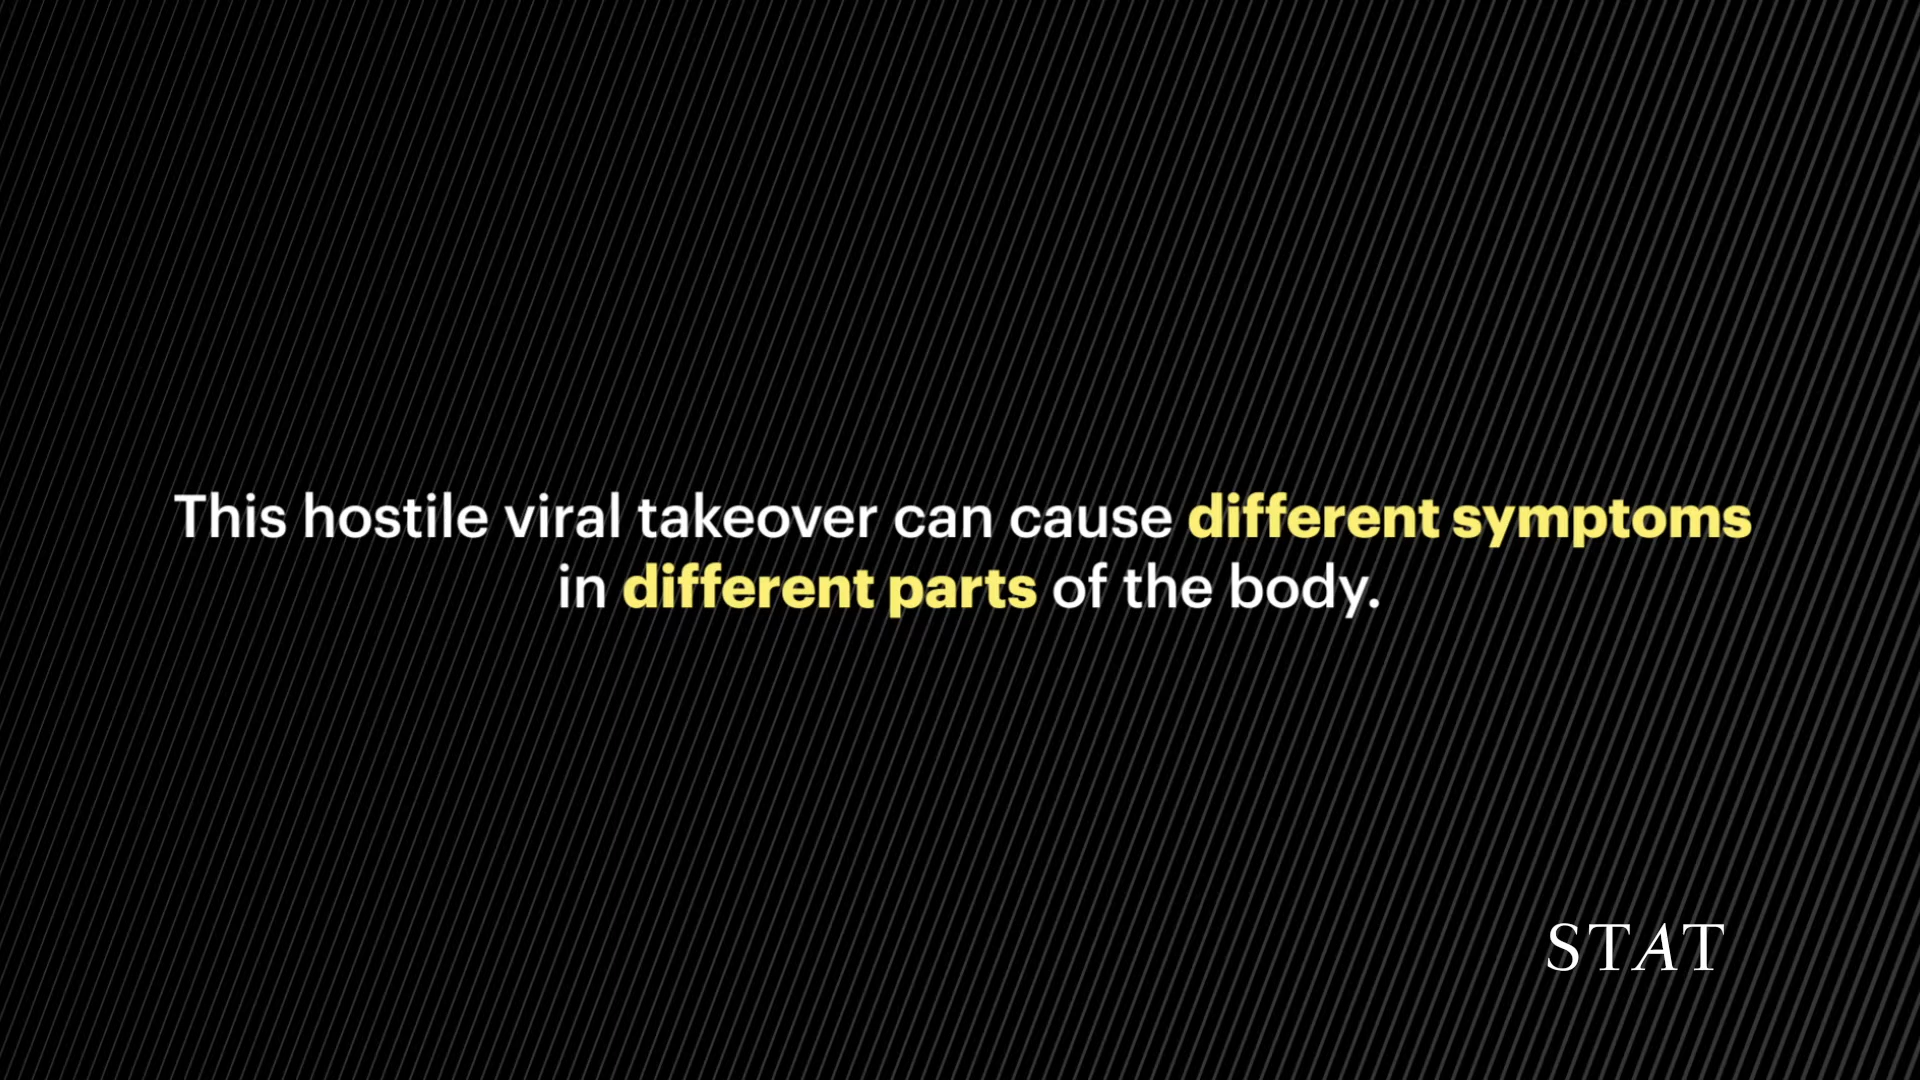 This hostile viral takeover can cause different symptoms
in different parts of the body.
STAT